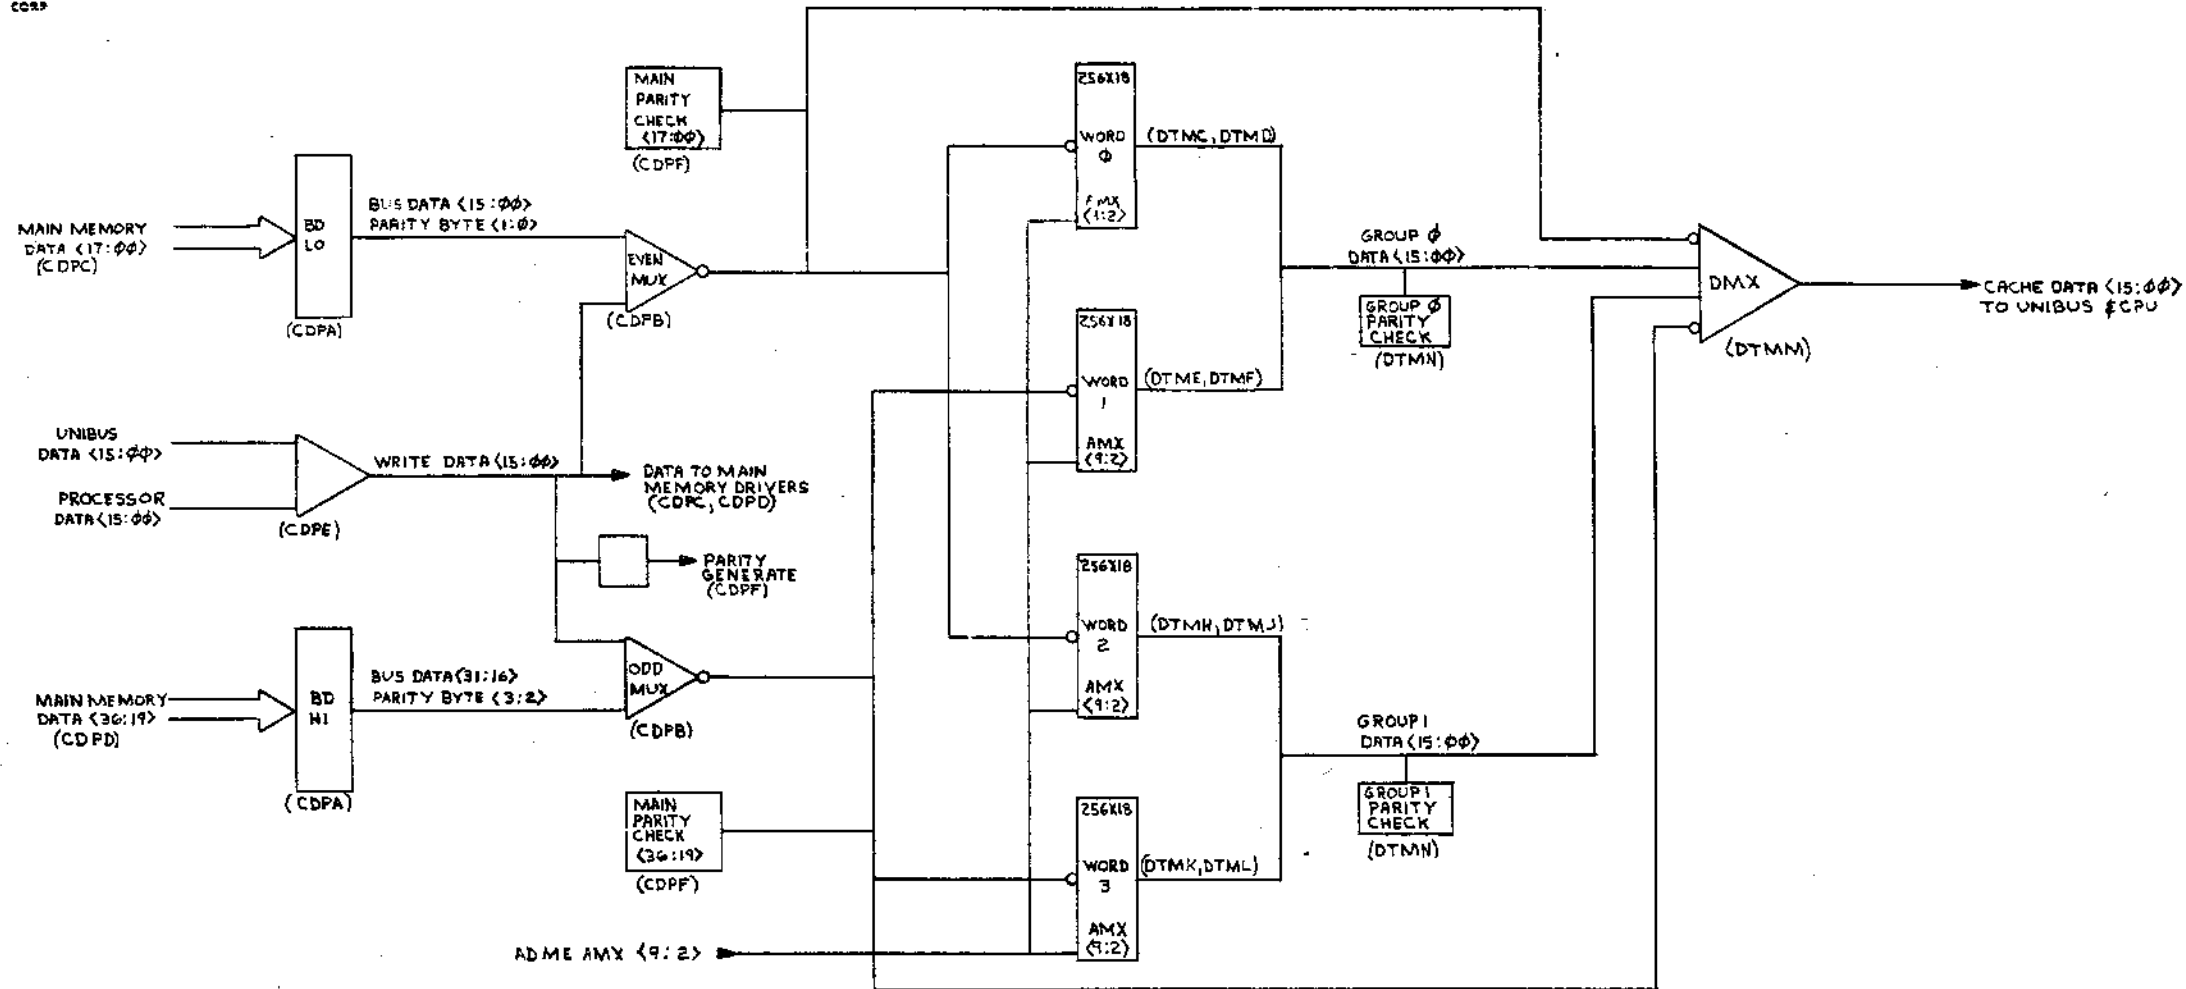 CORP
MAIN
PARITY
CHECK
<17:00>
(CDPF)
256X18
WORD
0
<1:2>
(DTMC, DTMD)
MAIN MEMORY
DATA <17:00>
(CDPC)
BD
LO
(CDPA)
BUS DATA <15:00>
PARITY BYTE <1:0>
EVEN
MUX
(CDPB)
256X18
WORD
1
AMX
<9:2>
(DTME, DTMF)
GROUP 0
DATA <15:00>
GROUP 0
PARITY
CHECK
(DTMN)
DMX
(DTMM)
CACHE DATA <15:00>
TO UNIBUS & CPU
UNIBUS
DATA <15:00>
PROCESSOR
DATA <15:00>
(CDPE)
WRITE DATA <15:00>
DATA TO MAIN
MEMORY DRIVERS
(CDPC, CDPD)
PARITY
GENERATE
(CDPF)
256X18
WORD
2
AMX
<9:2>
(DTMH, DTMJ)
MAIN MEMORY
DATA <36:19>
(CDPD)
BD
HI
(CDPA)
BUS DATA <31:16>
PARITY BYTE <3:2>
ODD
MUX
(CDPB)
MAIN
PARITY
CHECK
<36:19>
(CDPF)
256X18
WORD
3
AMX
<9:2>
(DTMK, DTML)
GROUP 1
DATA <15:00>
GROUP 1
PARITY
CHECK
(DTMN)
ADME AMX <9:2>